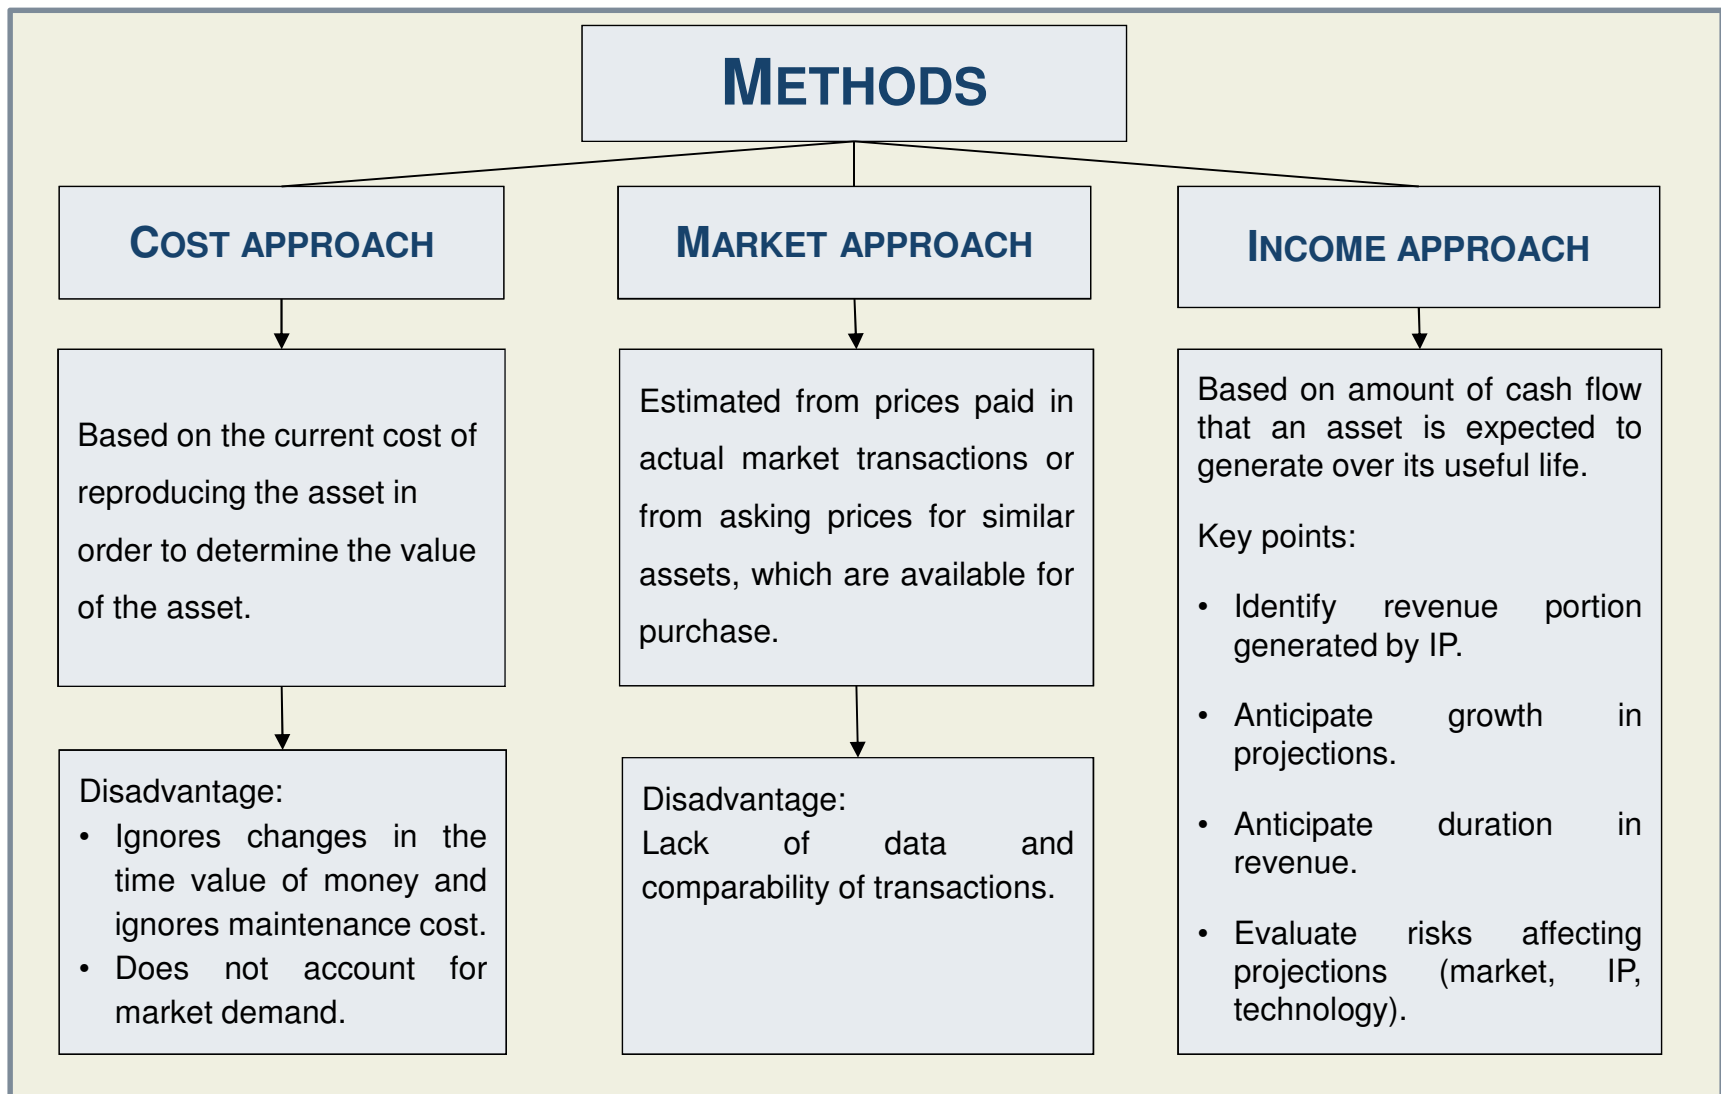 METHODS
COST APPROACH
Based on the current cost of
reproducing the asset in
order to determine the value
of the asset.
Disadvantage:
• Ignores changes in the
time value of money and
ignores maintenance cost.
• Does not account for
market demand.
MARKET APPROACH
Estimated from prices paid in
actual market transactions or
from asking prices for similar
assets, which are available for
purchase.
Disadvantage:
Lack of data and
comparability of transactions.
INCOME APPROACH
Based on amount of cash flow
that an asset is expected to
generate over its useful life.
Key points:
• Identify revenue portion
generated by IP.
• Anticipate growth in
projections.
• Anticipate duration in
revenue.
• Evaluate risks affecting
projections (market, IP,
technology).